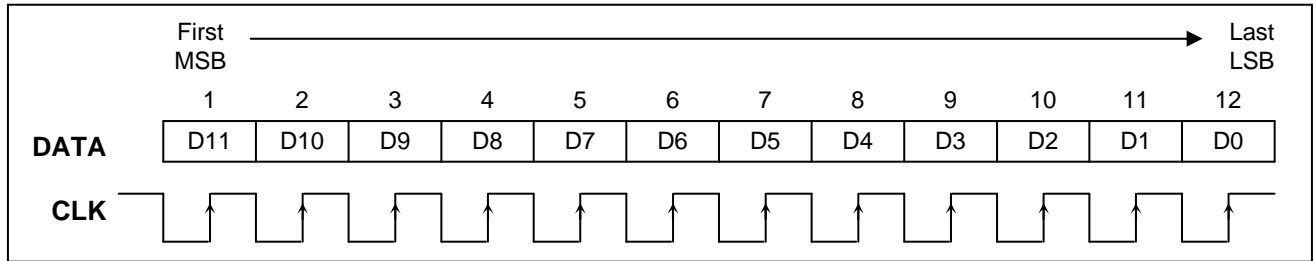 First Last
MSB LSB
1 2 3 4 5 6 7 8 9 10 11 12
DATA D11 D10 D9 D8 D7 D6 D5 D4 D3 D2 D1 D0
CLK